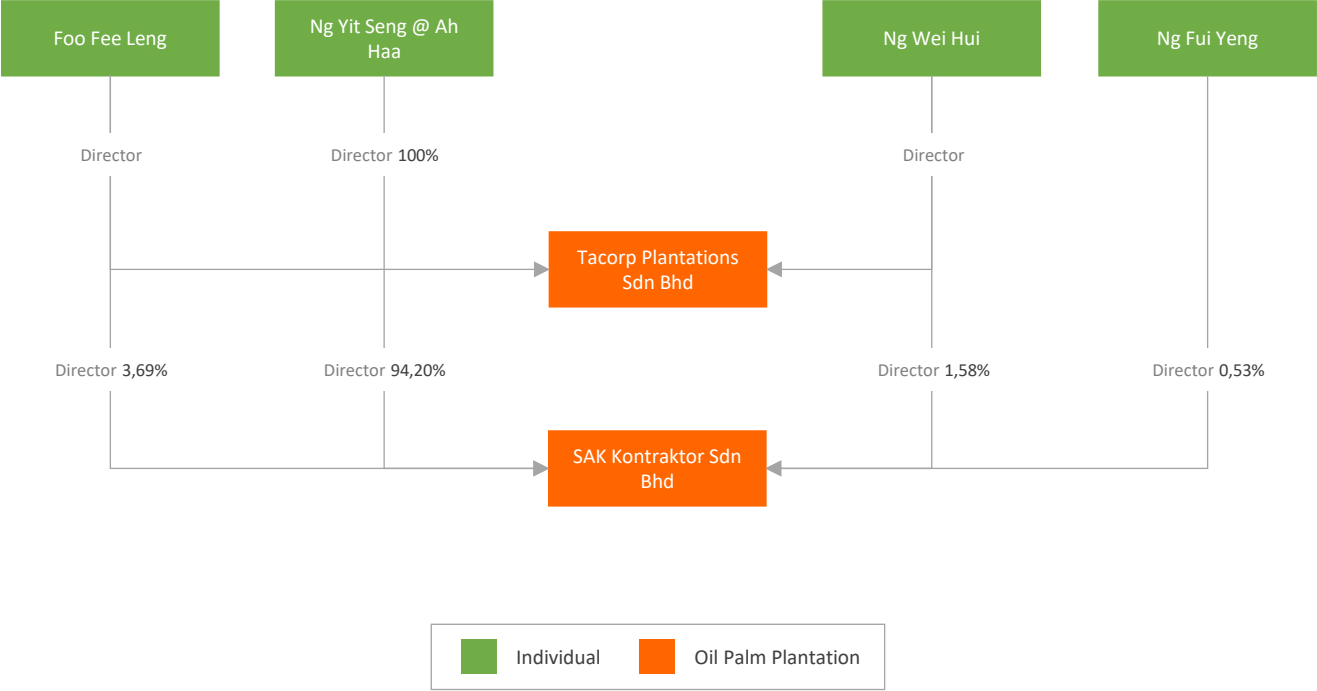 Foo Fee Leng
Ng Yit Seng @ Ah
Haa
Ng Wei Hui
Ng Fui Yeng
Director
Director 100%
Director
Tacorp Plantations
Sdn Bhd
Director 3,69%
Director 94,20%
Director 1,58%
Director 0,53%
SAK Kontraktor Sdn
Bhd
Individual
Oil Palm Plantation